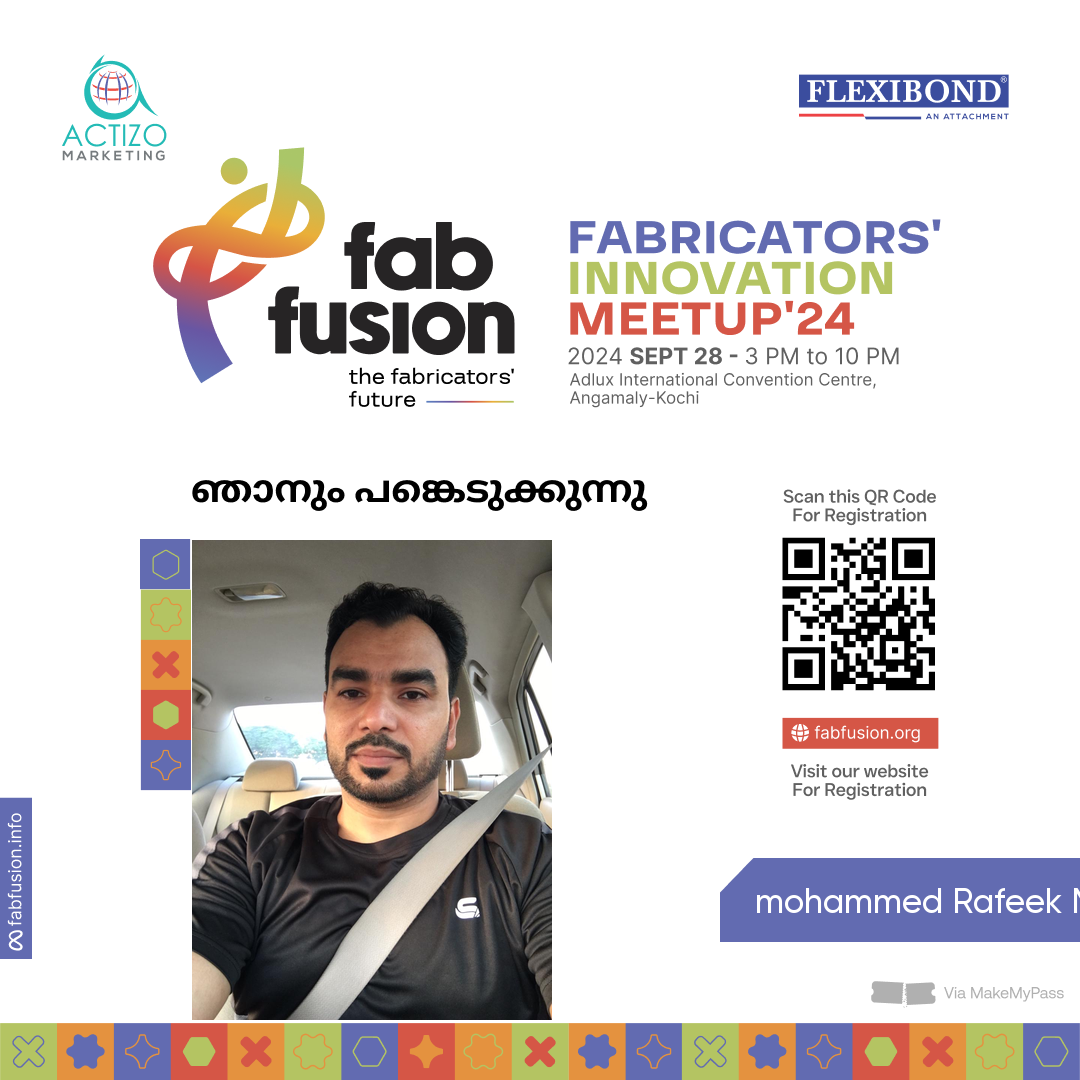 ACTIZO
MARKETING
FLEXIBOND®
AN ATTACHMENT
fab
fusion
the fabricators'
future
FABRICATORS'
INNOVATION
MEETUP'24
2024 SEPT 28 - 3 PM to 10 PM
Adlux International Convention Centre,
Angamaly-Kochi
ഞാനും പങ്കെടുക്കുന്നു
Scan this QR Code
For Registration
fabfusion.org
Visit our website
For Registration
fabfusion.info
mohammed Rafeek
Via MakeMyPass